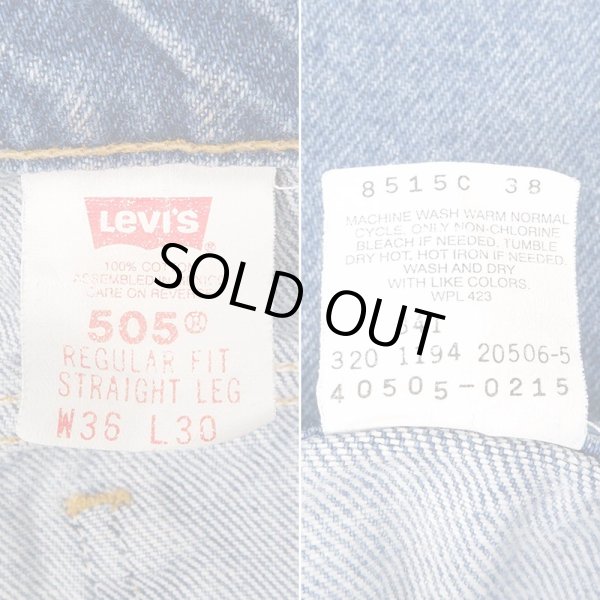 Levi's
100%
ASSEMBLED
CARE ON REVER
505
REGULAR FIT
STRAIGHT LEG
W36 L30
SOLD OUT
8515C 38
MACHINE WASH WARM NORMAL
CYCLE. ONLY NON-CHLORINE
BLEACH IF NEEDED. TUMBLE
DRY HOT. HOT IRON IF NEEDED.
WASH AND DRY
WITH LIKE COLORS.
WPL 423
320 1194 20506-5
40505-0215